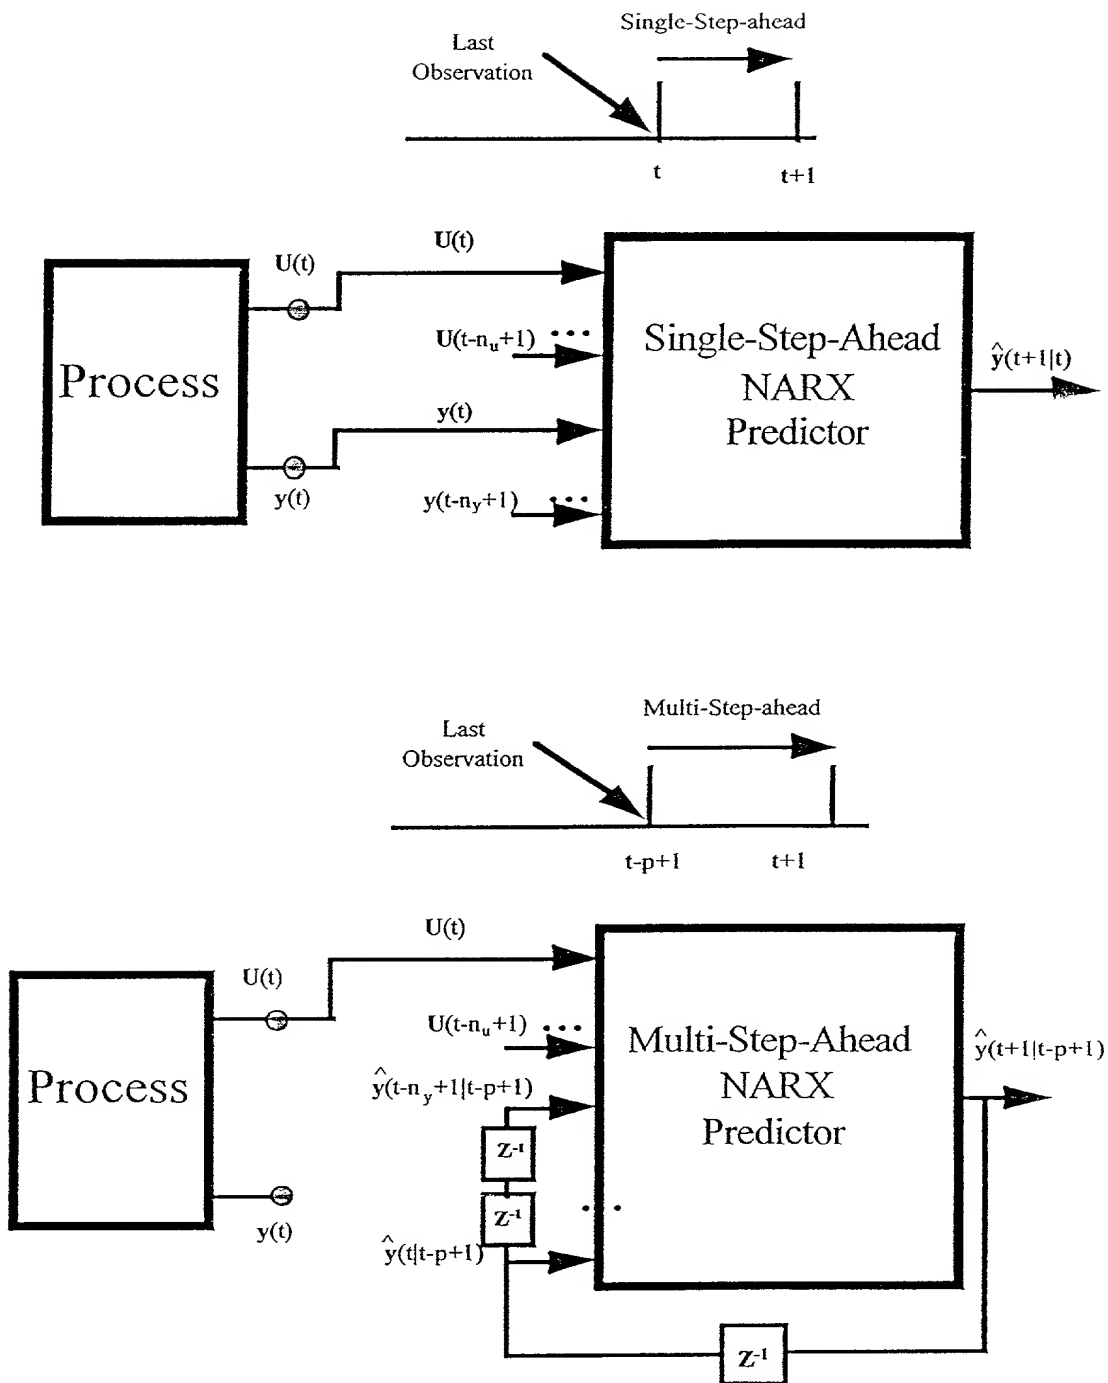 Single-Step-ahead
Last
Observation
t
t+1
U(t)
U(t)
U(t-n_u+1)
...
Process
Single-Step-Ahead
NARX
Predictor
ŷ(t+1|t)
y(t)
y(t)
y(t-n_y+1)
...
Multi-Step-ahead
Last
Observation
t-p+1
t+1
U(t)
U(t)
U(t-n_u+1)
...
Process
Multi-Step-Ahead
NARX
Predictor
ŷ(t+1|t-p+1)
ŷ(t-n_y+1|t-p+1)
Z⁻¹
Z⁻¹
..
y(t)
ŷ(t|t-p+1)
Z⁻¹